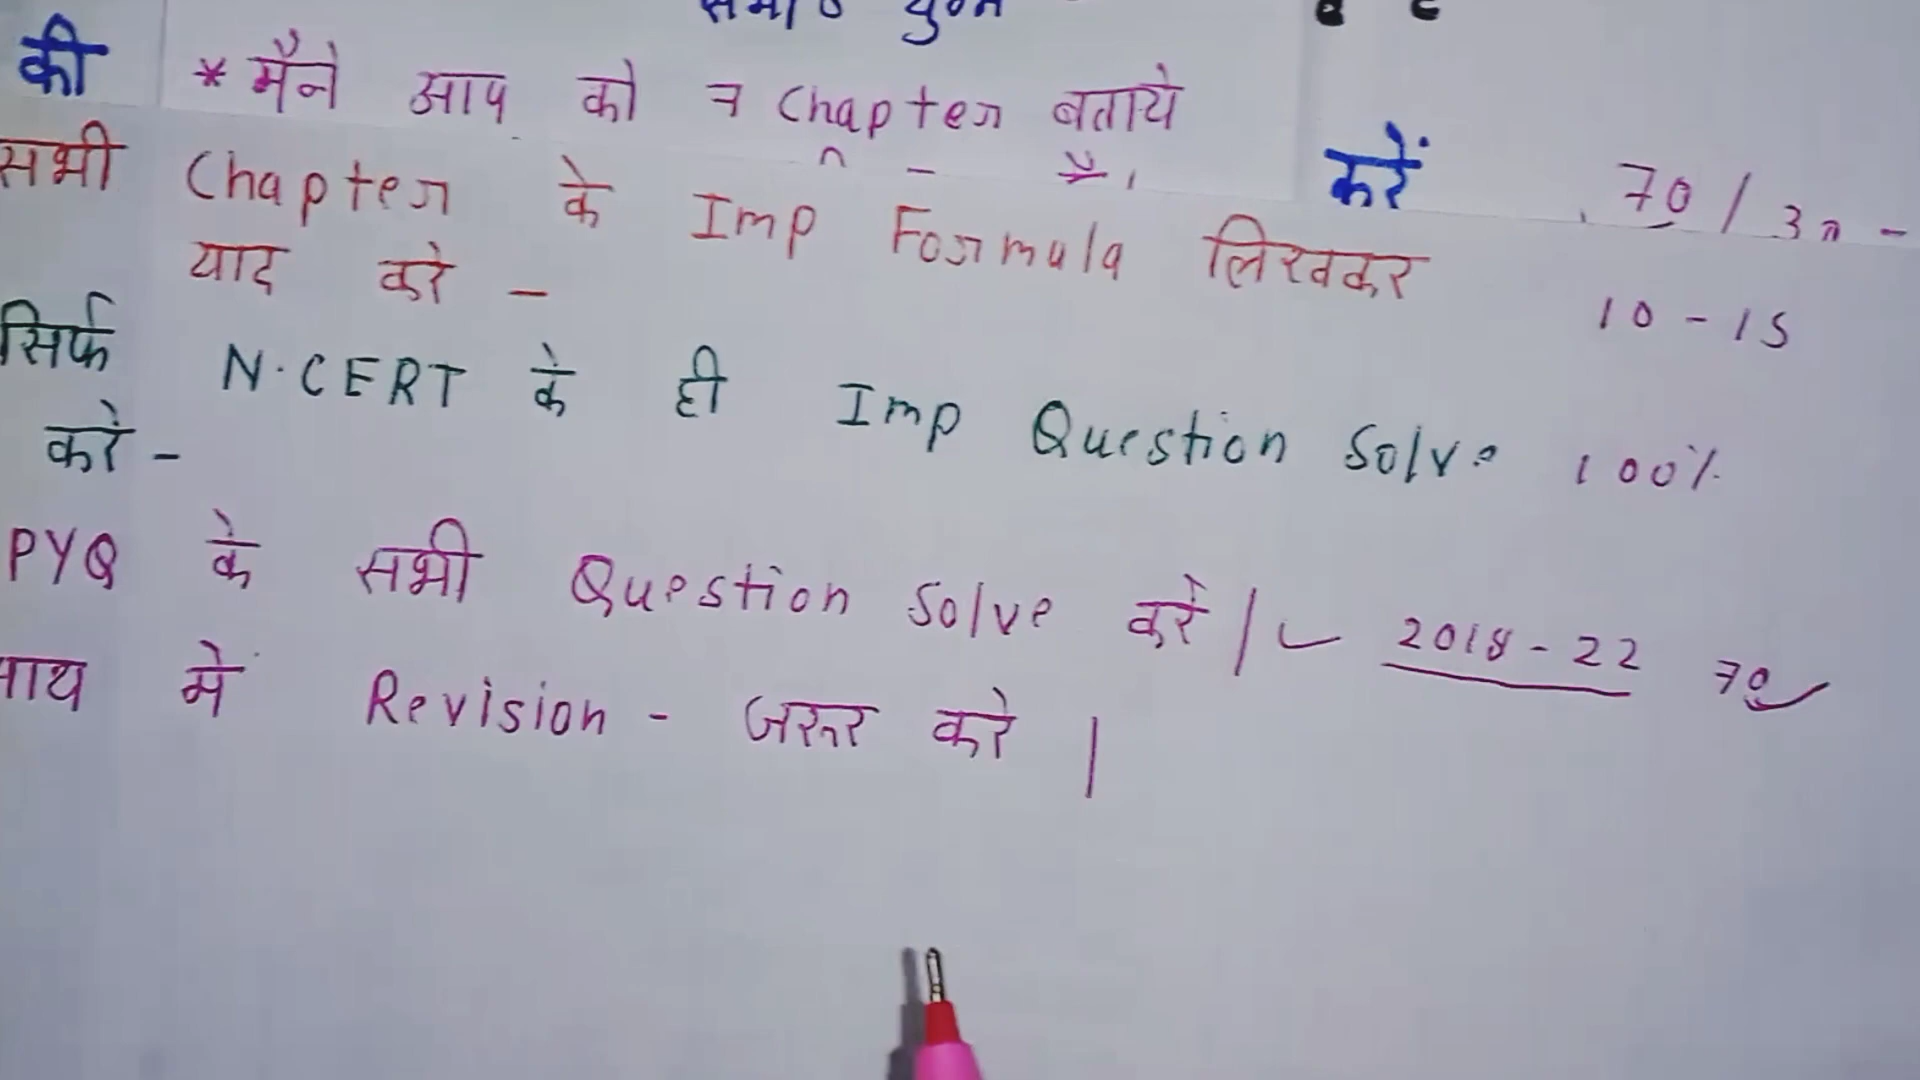 की
* मैने आप को 7 Chapter बताये
है।
करें 70 / 30 -
सभी Chapter के Imp Formula लिखकर
याद करे - 10 - 15
सिर्फ N.CERT के ही Imp Question Solve 100%
करे -
PYQ के सभी Question Solve करें | 2018 - 22 70
में Revision - जरूर करे |